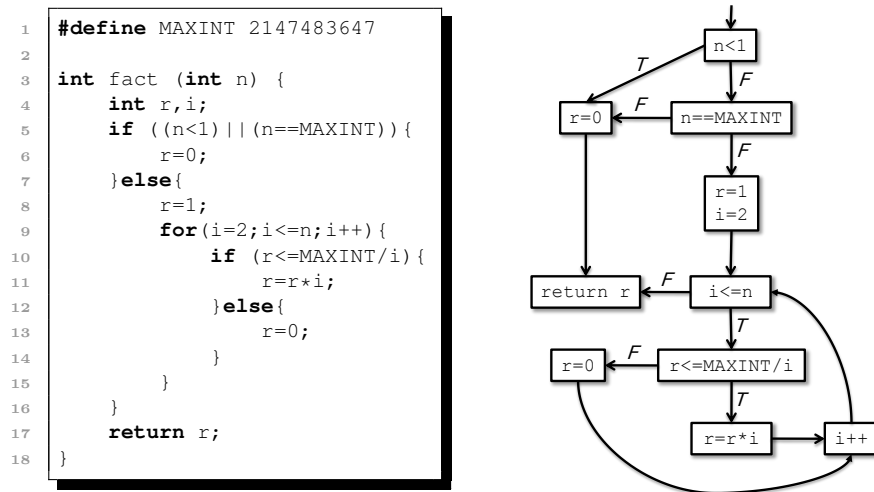 1 #define MAXINT 2147483647
2
3 int fact (int n) {
4 int r,i;
5 if ((n<1)||(n==MAXINT)){
6 r=0;
7 }else{
8 r=1;
9 for(i=2;i<=n;i++){
10 if (r<=MAXINT/i){
11 r=r*i;
12 }else{
13 r=0;
14 }
15 }
16 }
17 return r;
18 }
n<1
T
F
r=0
F
n==MAXINT
F
r=1
i=2
return r
F
i<=n
T
r=0
F
r<=MAXINT/i
T
r=r*i
i++